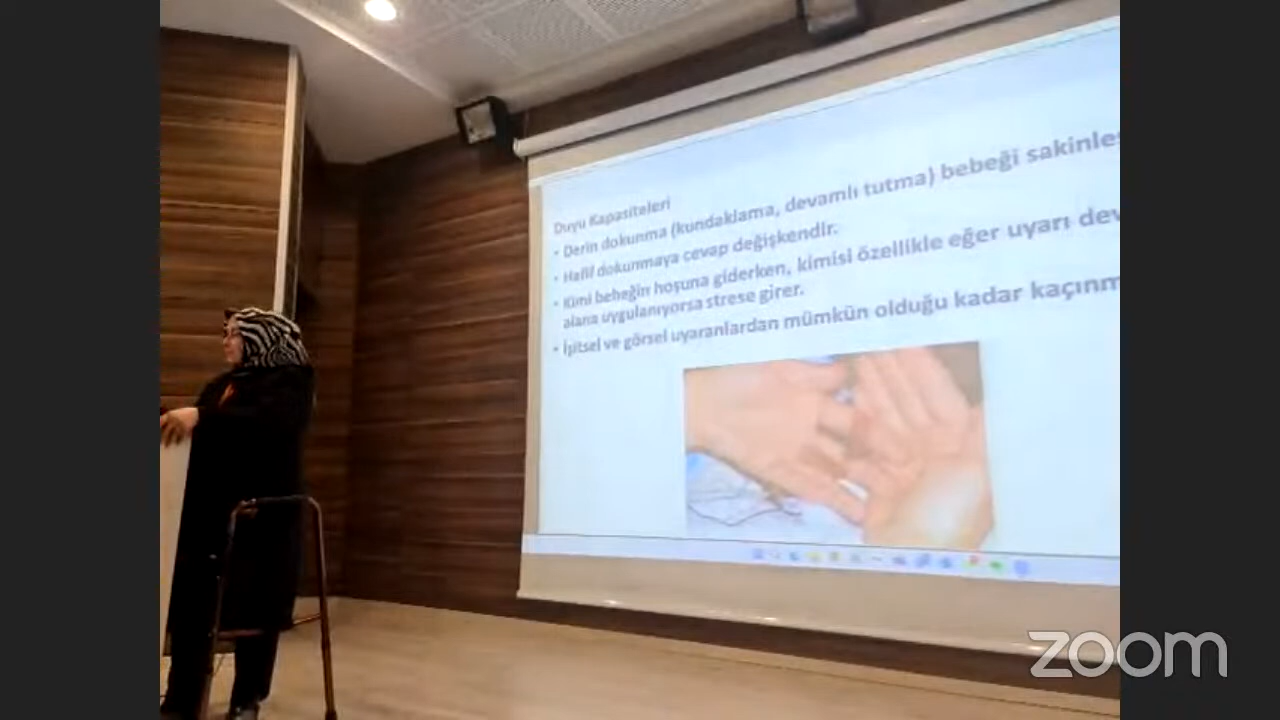 Duyu Kapasiteleri
• Derin dokunma (kundaklama, devamlı tutma) bebeği sakinleş
• Hafif dokunmaya cevap değişkendir.
• Kimi bebeğin hoşuna giderken, kimisi özellikle eğer uyarı dev
alana uygulanıyorsa strese girer.
• İşitsel ve görsel uyaranlardan mümkün olduğu kadar kaçınm
zoom